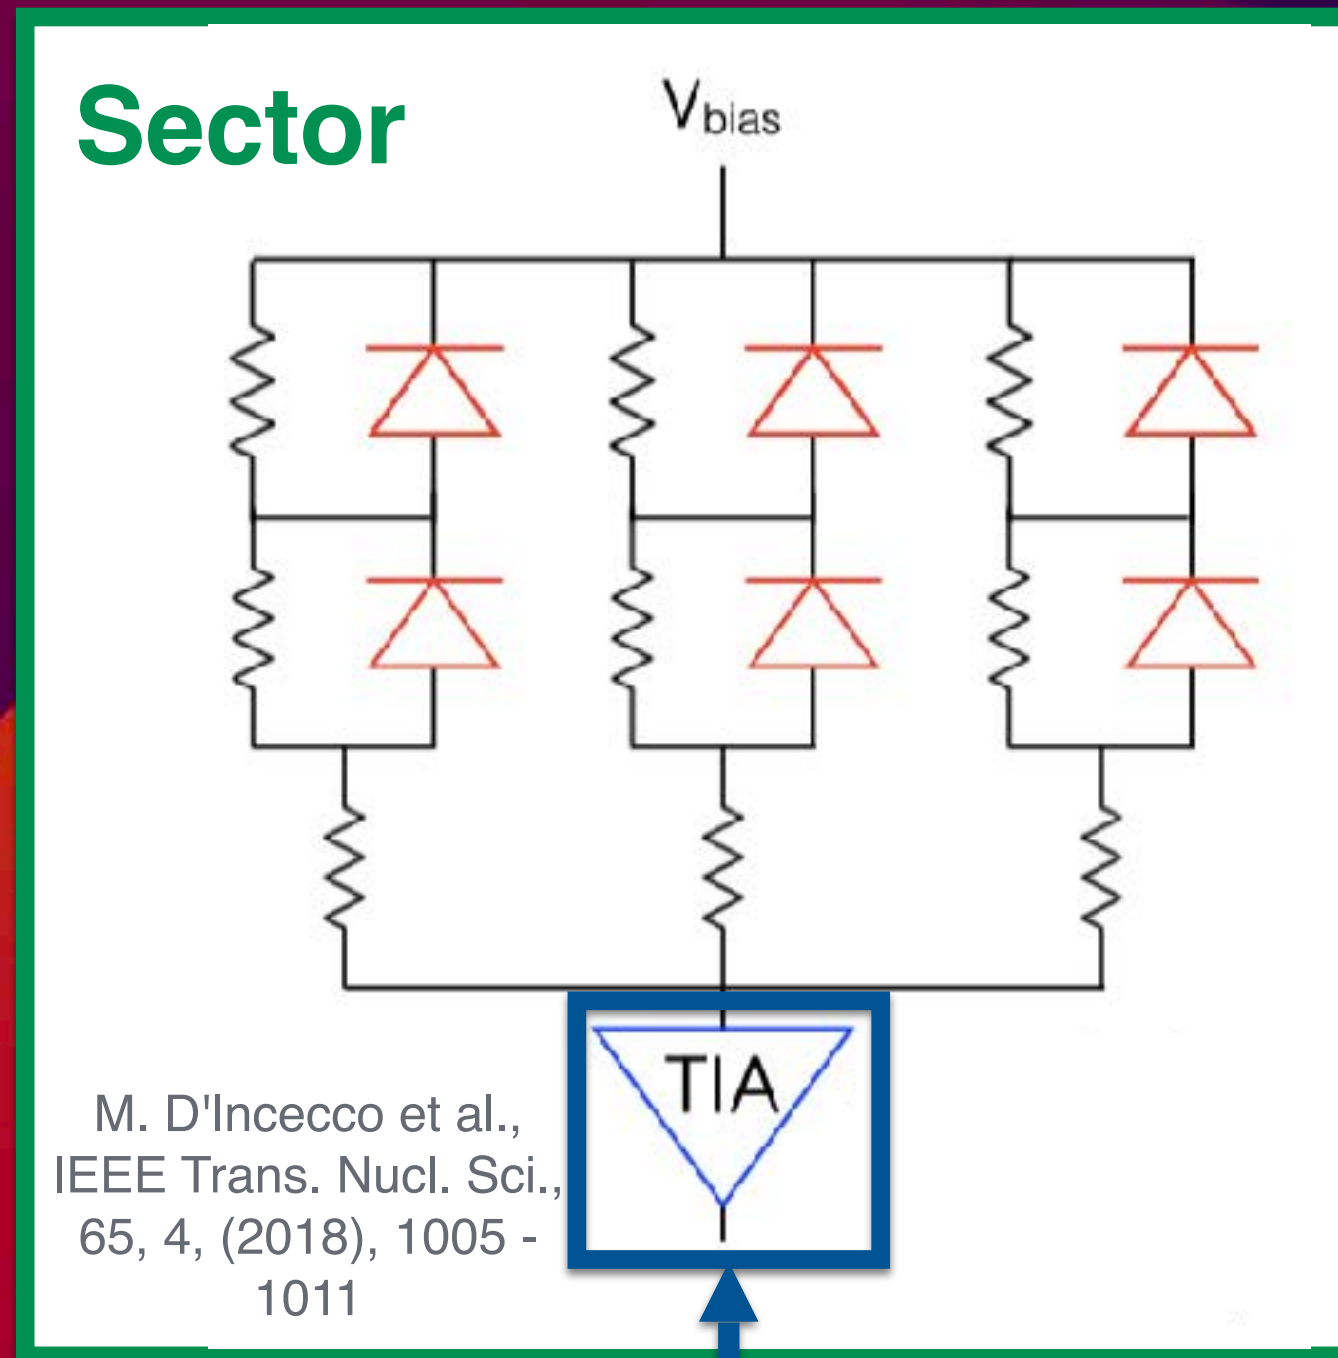 Sector
Vbias
TIA
M. D'Incecco et al.,
IEEE Trans. Nucl. Sci.,
65, 4, (2018), 1005 -
1011